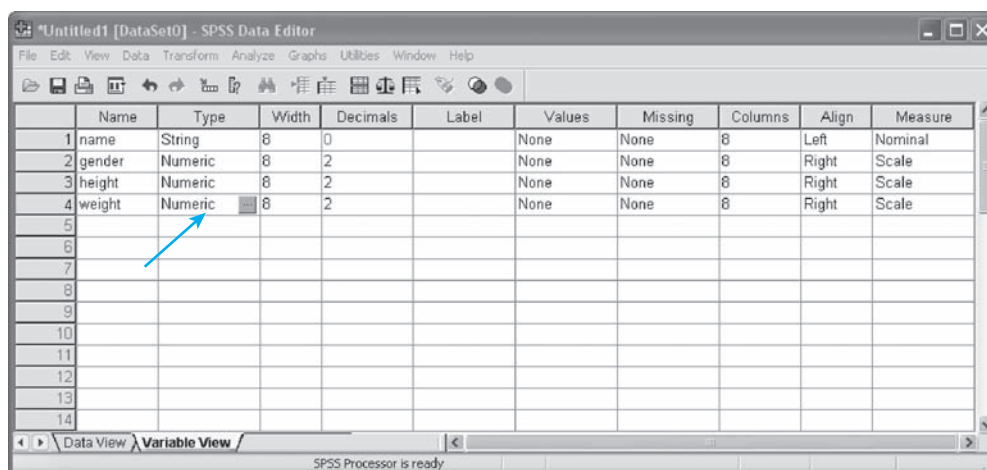 *Untitled1 [DataSet0] - SPSS Data Editor
File Edit View Data Transform Analyze Graphs Utilities Window Help
Name Type Width Decimals Label Values Missing Columns Align Measure
1 name String 8 0 None None 8 Left Nominal
2 gender Numeric 8 2 None None 8 Right Scale
3 height Numeric 8 2 None None 8 Right Scale
4 weight Numeric ... 8 2 None None 8 Right Scale
5
6
7
8
9
10
11
12
13
14
Data View Variable View
SPSS Processor is ready